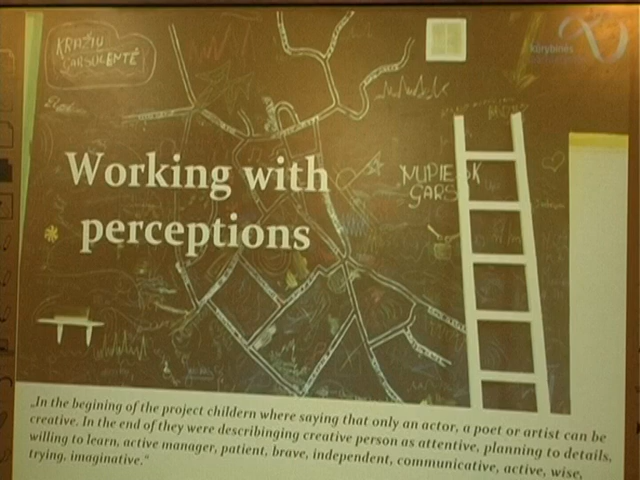 KRAŽIŲ
GARSOLENTĖ
kūrybinės
Working with
perceptions
NUPIEŠK
GARS
„In the begining of the project childern where saying that only an actor, a poet or artist can be
creative. In the end of they were describinging creative person as attentive, planning to details,
willing to learn, active manager, patient, brave, independent, communicative, active, wise,
trying, imaginative.“